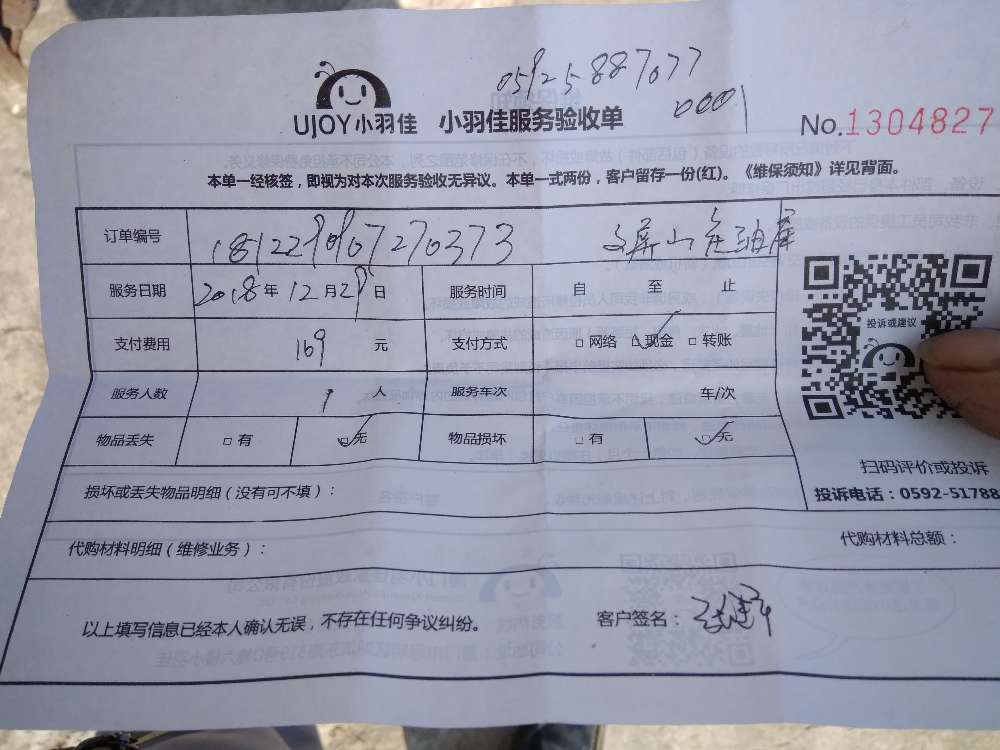 05925887077
0001
UJOY小羽佳 小羽佳服务验收单 No.1304827
本单一经核签，即视为对本次服务验收无异议。本单一式两份，客户留存一份(红)。《维保须知》详见背面。
订单编号 屏山
服务日期 2018年12月29日 服务时间 自 至 止
支付费用 169 元 支付方式 □网络 ☑现金 □转账
服务人数 1 人 服务车次 车/次
物品丢失 □有 ☑无 物品损坏 □有 ☑无
投诉或建议
扫码评价或投诉
投诉电话：0592-51788
损坏或丢失物品明细（没有可不填）：
代购材料明细（维修业务）： 代购材料总额：
以上填写信息已经本人确认无误，不存在任何争议纠纷。 客户签名：